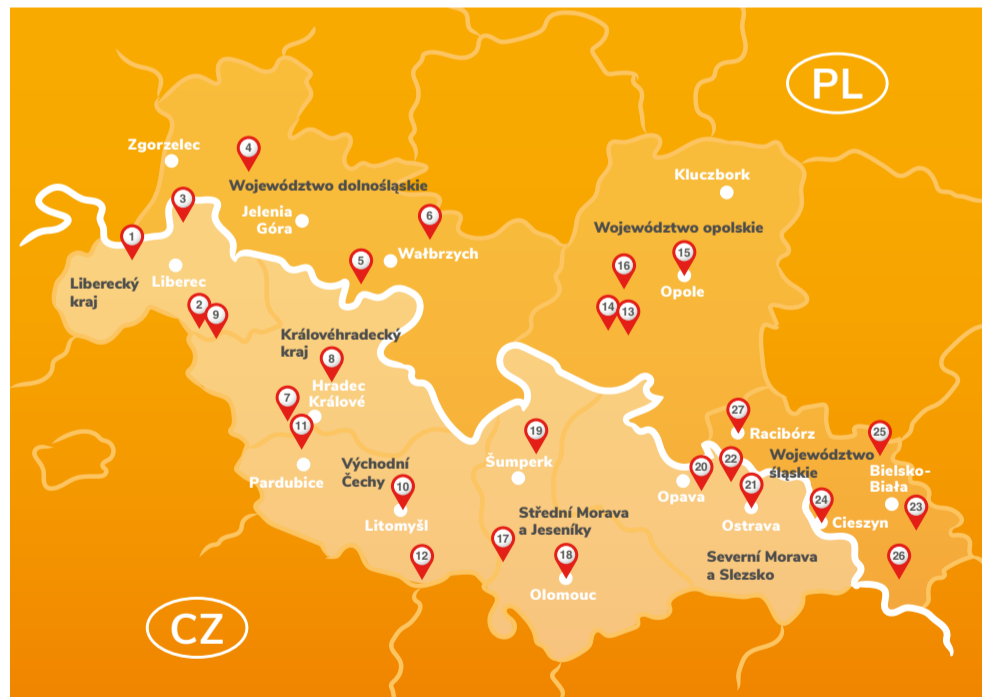 PL
Zgorzelec
4
Kluczbork
Województwo dolnośląskie
3
Jelenia
Góra
6
Województwo opolskie
1
Wałbrzych
15
5
16
Liberec
Liberecký
kraj
Opole
2
9
14
13
Královéhradecký
kraj
8
Hradec
Králové
7
11
27
19
Racibórz
25
Województwo
śląskie
Východní
Čechy
22
Šumperk
20
Bielsko-
Biała
Pardubice
10
21
Opava
24
23
Litomyšl
Střední Morava
a Jeseníky
Ostrava
Cieszyn
17
12
18
26
Severní Morava
a Slezsko
Olomouc
CZ